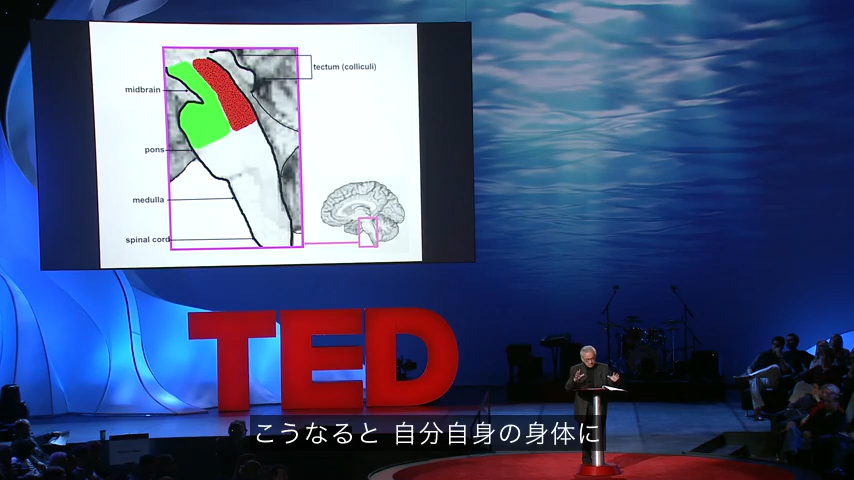 tectum (colliculi)
midbrain
pons
medulla
spinal cord
TED
こうなると 自分自身の身体に